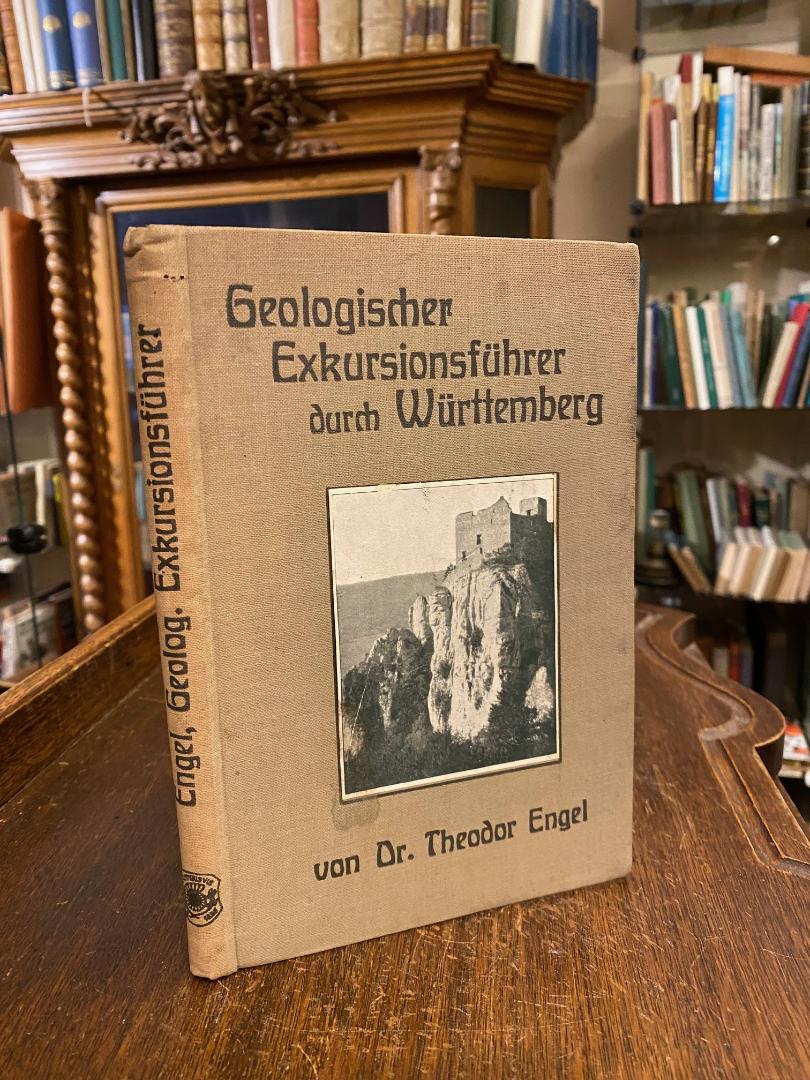 Geologischer
Exkursionsführer
durch Württemberg
von Dr. Theodor Engel
Engel, Geolog. Exkursionsführer